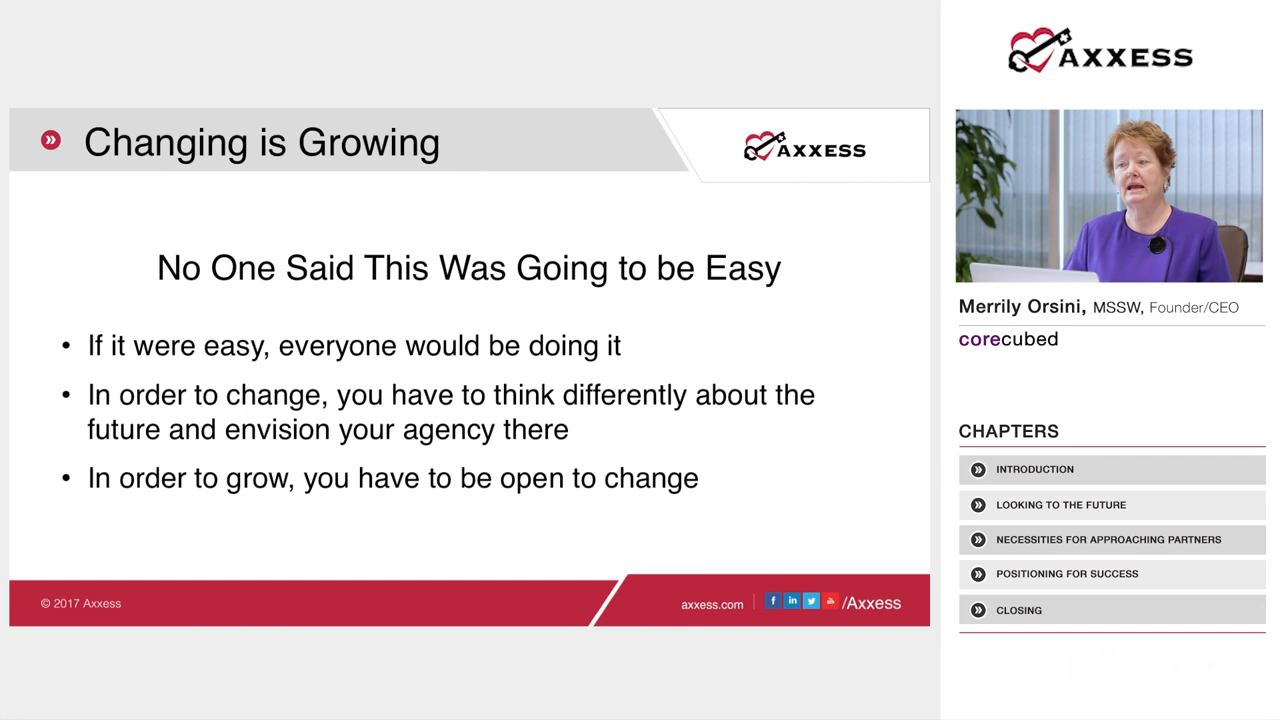 Changing is Growing
AXXESS
No One Said This Was Going to be Easy
• If it were easy, everyone would be doing it
• In order to change, you have to think differently about the
future and envision your agency there
• In order to grow, you have to be open to change
© 2017 Axxess
axxess.com
/Axxess
AXXESS
Merrily Orsini, MSSW, Founder/CEO
corecubed
CHAPTERS
INTRODUCTION
LOOKING TO THE FUTURE
NECESSITIES FOR APPROACHING PARTNERS
POSITIONING FOR SUCCESS
CLOSING